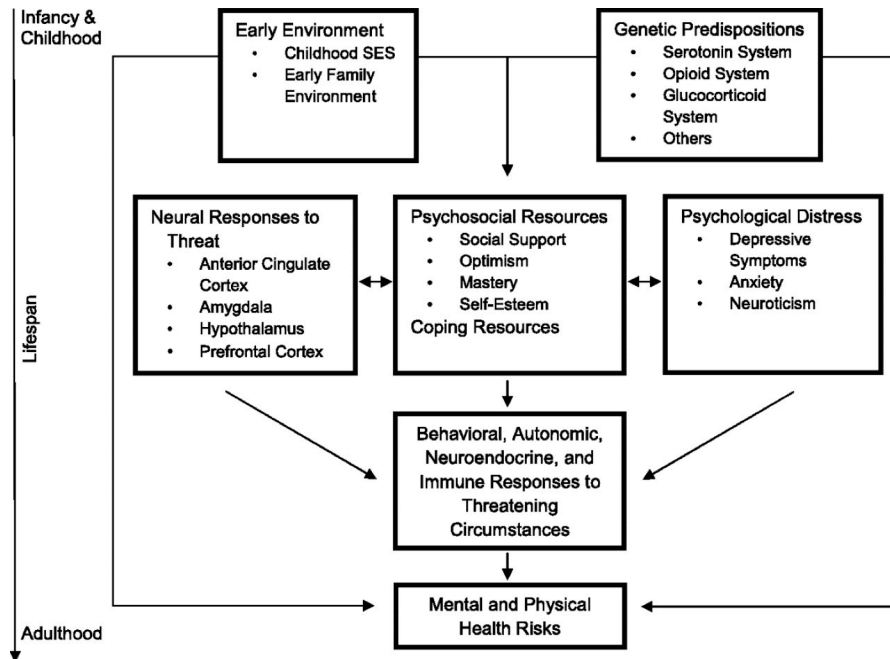 Infancy &
Childhood
Early Environment
• Childhood SES
• Early Family
Environment
Genetic Predispositions
• Serotonin System
• Opioid System
• Glucocorticoid
System
• Others
Neural Responses to
Threat
• Anterior Cingulate
Cortex
• Amygdala
• Hypothalamus
• Prefrontal Cortex
Psychosocial Resources
• Social Support
• Optimism
• Mastery
• Self-Esteem
Coping Resources
Psychological Distress
• Depressive
Symptoms
• Anxiety
• Neuroticism
Lifespan
Behavioral, Autonomic,
Neuroendocrine, and
Immune Responses to
Threatening
Circumstances
Mental and Physical
Health Risks
Adulthood